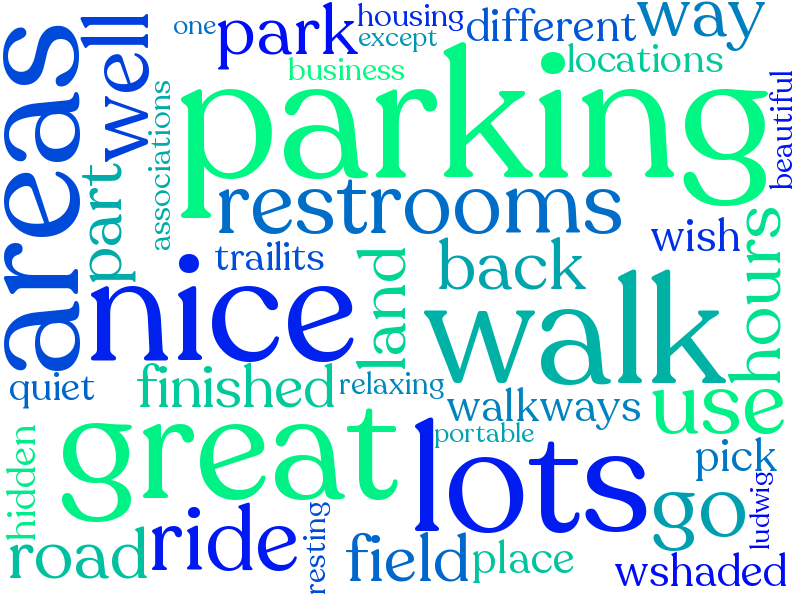 one
park
housing
except
different
way
areas
well
business
parking
locations
beautiful
associations
part
restrooms
wish
trailits
nice
land
back
walk
hours
quiet
finished
relaxing
walkways
use
great
portable
lots
pick
hidden
go
ludwig
road
ride
resting
field
place
wshaded